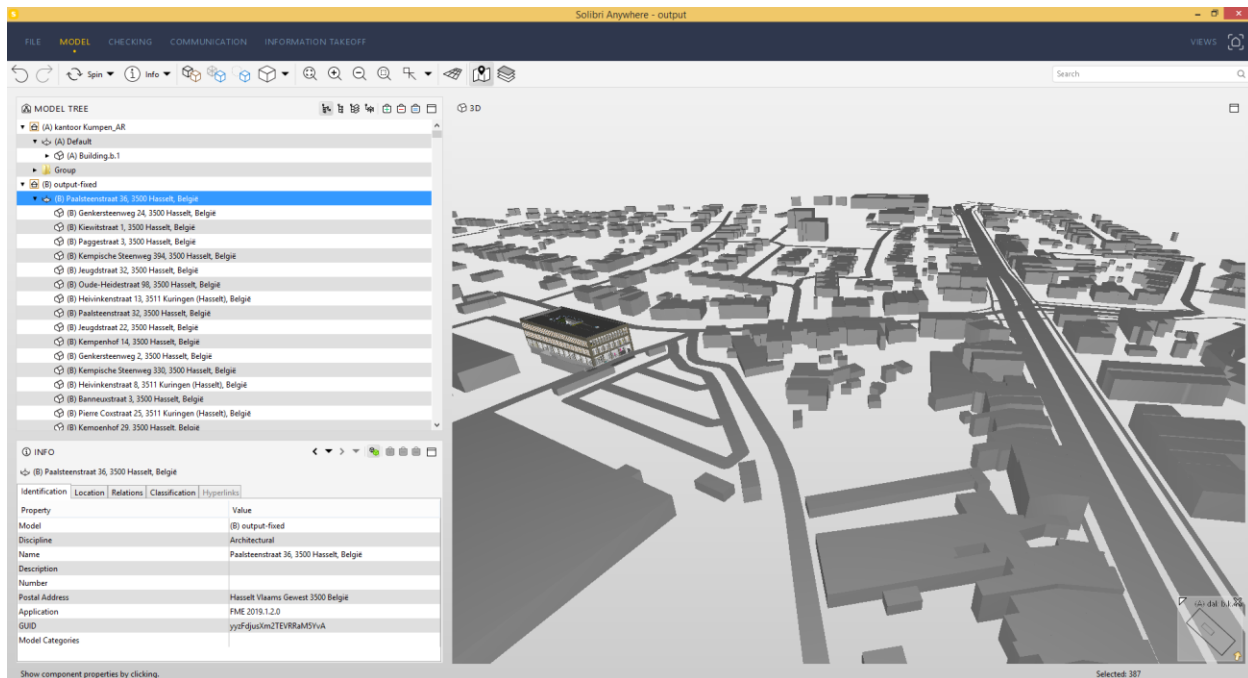 S
Solibri Anywhere - output
FILE MODEL CHECKING COMMUNICATION INFORMATION TAKEOFF VIEWS
Spin Info Search
MODEL TREE
3D
(A) kantoor Kumpen_AR
(A) Default
(A) Building.b.1
Group
(B) output-fixed
(B) Paalsteenstraat 36, 3500 Hasselt, België
(B) Genkersteenweg 24, 3500 Hasselt, België
(B) Kiewitstraat 1, 3500 Hasselt, België
(B) Paggestraat 3, 3500 Hasselt, België
(B) Kempische Steenweg 394, 3500 Hasselt, België
(B) Jeugdstraat 32, 3500 Hasselt, België
(B) Oude-Heidestraat 98, 3500 Hasselt, België
(B) Heivinkenstraat 13, 3511 Kuringen (Hasselt), België
(B) Paalsteenstraat 32, 3500 Hasselt, België
(B) Jeugdstraat 22, 3500 Hasselt, België
(B) Kempenhof 14, 3500 Hasselt, België
(B) Genkersteenweg 2, 3500 Hasselt, België
(B) Kempische Steenweg 330, 3500 Hasselt, België
(B) Heivinkenstraat 8, 3511 Kuringen (Hasselt), België
(B) Banneuxstraat 3, 3500 Hasselt, België
(B) Pierre Coxstraat 25, 3511 Kuringen (Hasselt), België
(B) Kempenhof 29, 3500 Hasselt, België
INFO
(B) Paalsteenstraat 36, 3500 Hasselt, België
Identification Location Relations Classification Hyperlinks
Property Value
Model (B) output-fixed
Discipline Architectural
Name Paalsteenstraat 36, 3500 Hasselt, België
Description
Number
Postal Address Hasselt Vlaams Gewest 3500 België
Application FME 2019.1.2.0
GUID yyzFdjusXm2TEVRRaM5YvA
Model Categories
Show component properties by clicking.
Selected: 387